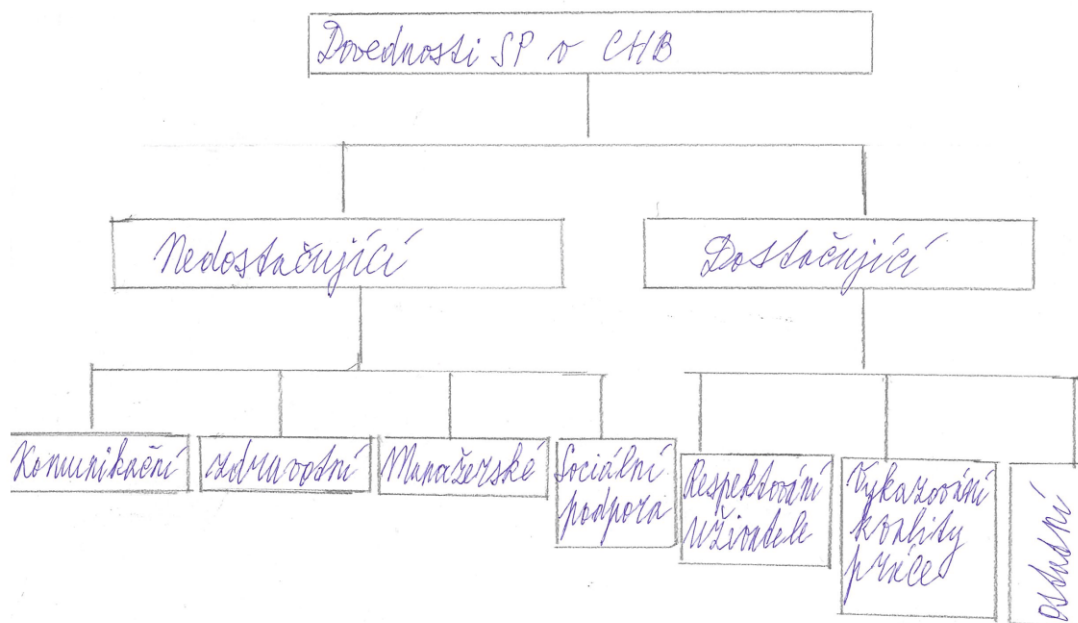 Dovednosti SP v CHB
Nedostačující
Dostačující
Komunikační
zdravotní
Manažerské
Sociální
podpora
Respektování
uživatele
Vykazování
kvality
práce
ostatní